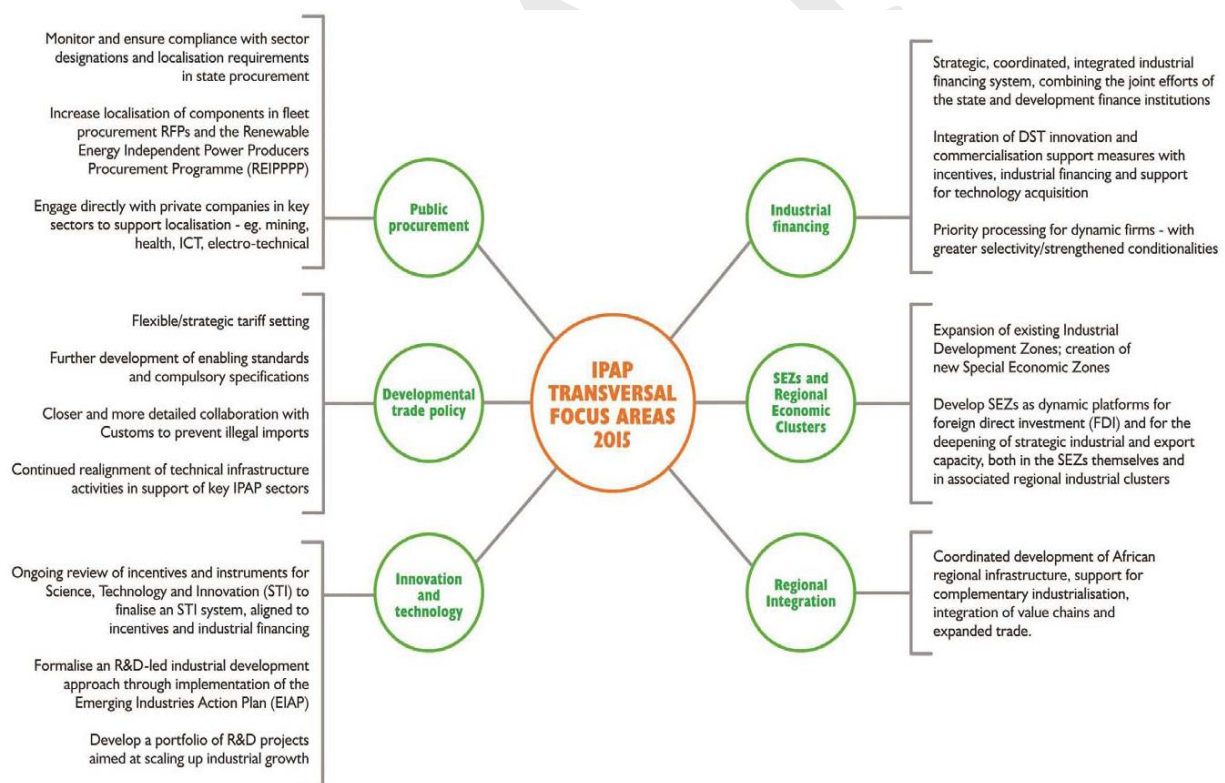 Monitor and ensure compliance with sector
designations and localisation requirements
in state procurement
Increase localisation of components in fleet
procurement RFPs and the Renewable
Energy Independent Power Producers
Procurement Programme (REIPPPP)
Engage directly with private companies in key
sectors to support localisation - eg. mining,
health, ICT, electro-technical
Public
procurement
Flexible/strategic tariff setting
Further development of enabling standards
and compulsory specifications
Closer and more detailed collaboration with
Customs to prevent illegal imports
Continued realignment of technical infrastructure
activities in support of key IPAP sectors
Developmental
trade policy
Ongoing review of incentives and instruments for
Science, Technology and Innovation (STI) to
finalise an STI system, aligned to
incentives and industrial financing
Formalise an R&D-led industrial development
approach through implementation of the
Emerging Industries Action Plan (EIAP)
Develop a portfolio of R&D projects
aimed at scaling up industrial growth
Innovation
and
technology
IPAP
TRANSVERSAL
FOCUS AREAS
2015
Industrial
financing
Strategic, coordinated, integrated industrial
financing system, combining the joint efforts of
the state and development finance institutions
Integration of DST innovation and
commercialisation support measures with
incentives, industrial financing and support
for technology acquisition
Priority processing for dynamic firms - with
greater selectivity/strengthened conditionalities
SEZs and
Regional
Economic
Clusters
Expansion of existing Industrial
Development Zones; creation of
new Special Economic Zones
Develop SEZs as dynamic platforms for
foreign direct investment (FDI) and for the
deepening of strategic industrial and export
capacity, both in the SEZs themselves and
in associated regional industrial clusters
Regional
Integration
Coordinated development of African
regional infrastructure, support for
complementary industrialisation,
integration of value chains and
expanded trade.